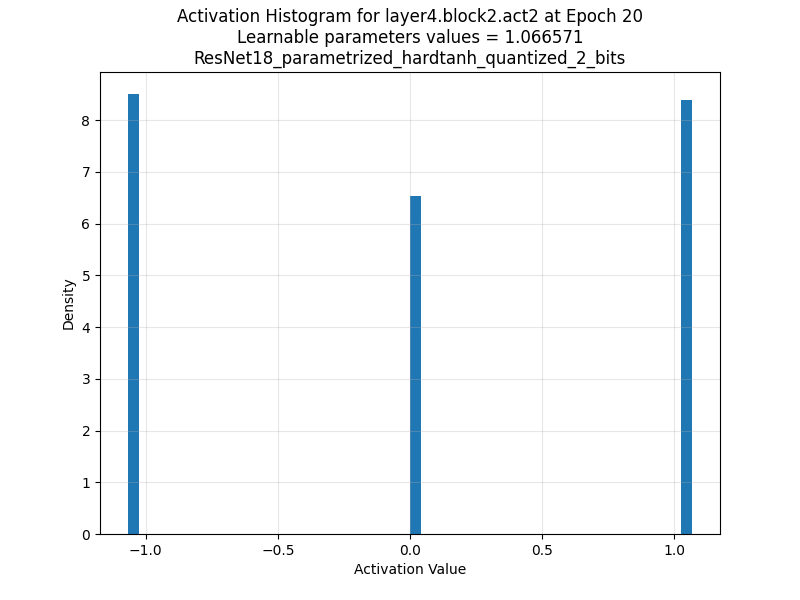 Activation Histogram for layer4.block2.act2 at Epoch 20
Learnable parameters values = 1.066571
ResNet18_parametrized_hardtanh_quantized_2_bits
8
7
6
5
4
3
2
1
0
Density
−1.0 −0.5 0.0 0.5 1.0
Activation Value